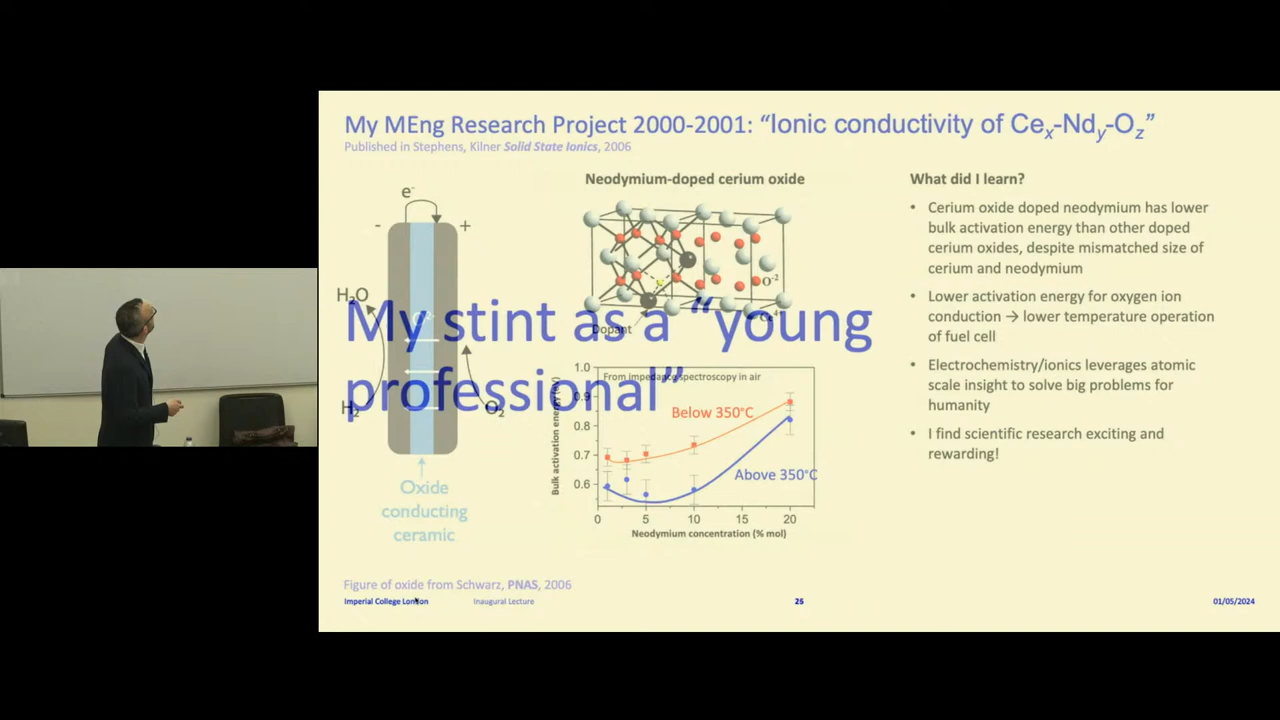 My MEng Research Project 2000-2001: “Ionic conductivity of Cex-Ndy-Oz”
Published in Stephens, Kilner Solid State Ionics, 2006
e-
-
+
H2O
H2
O2
Oxide
conducting
ceramic
Neodymium-doped cerium oxide
O-2
Dopant
My stint as a “young
professional”
From impedance spectroscopy in air
Below 350°C
Above 350°C
1.0
0.9
0.8
0.7
0.6
0
5
10
15
20
Bulk activation energy (eV)
Neodymium concentration (% mol)
What did I learn?
• Cerium oxide doped neodymium has lower
bulk activation energy than other doped
cerium oxides, despite mismatched size of
cerium and neodymium
• Lower activation energy for oxygen ion
conduction → lower temperature operation
of fuel cell
• Electrochemistry/ionics leverages atomic
scale insight to solve big problems for
humanity
• I find scientific research exciting and
rewarding!
Figure of oxide from Schwarz, PNAS, 2006
Imperial College London
Inaugural Lecture
01/05/2024